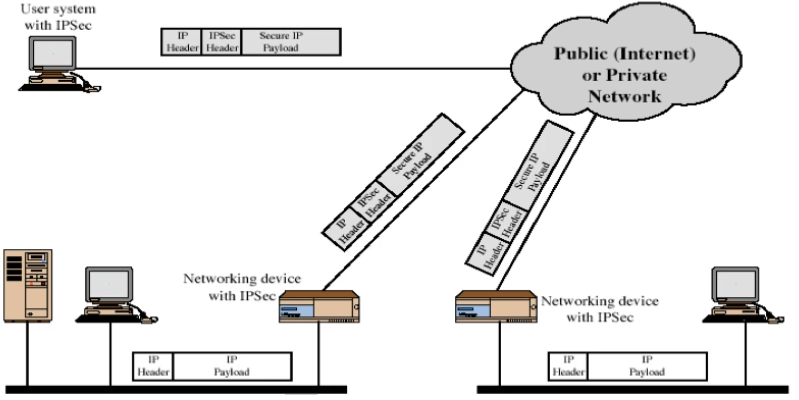 User system
with IPSec
IP
Header
IPSec
Header
Secure IP
Payload
Public (Internet)
or Private
Network
IP
Header
IPSec
Header
Secure IP
Payload
IP
Header
IPSec
Header
Secure IP
Payload
Networking device
with IPSec
Networking device
with IPSec
IP
Header
IP
Payload
IP
Header
IP
Payload